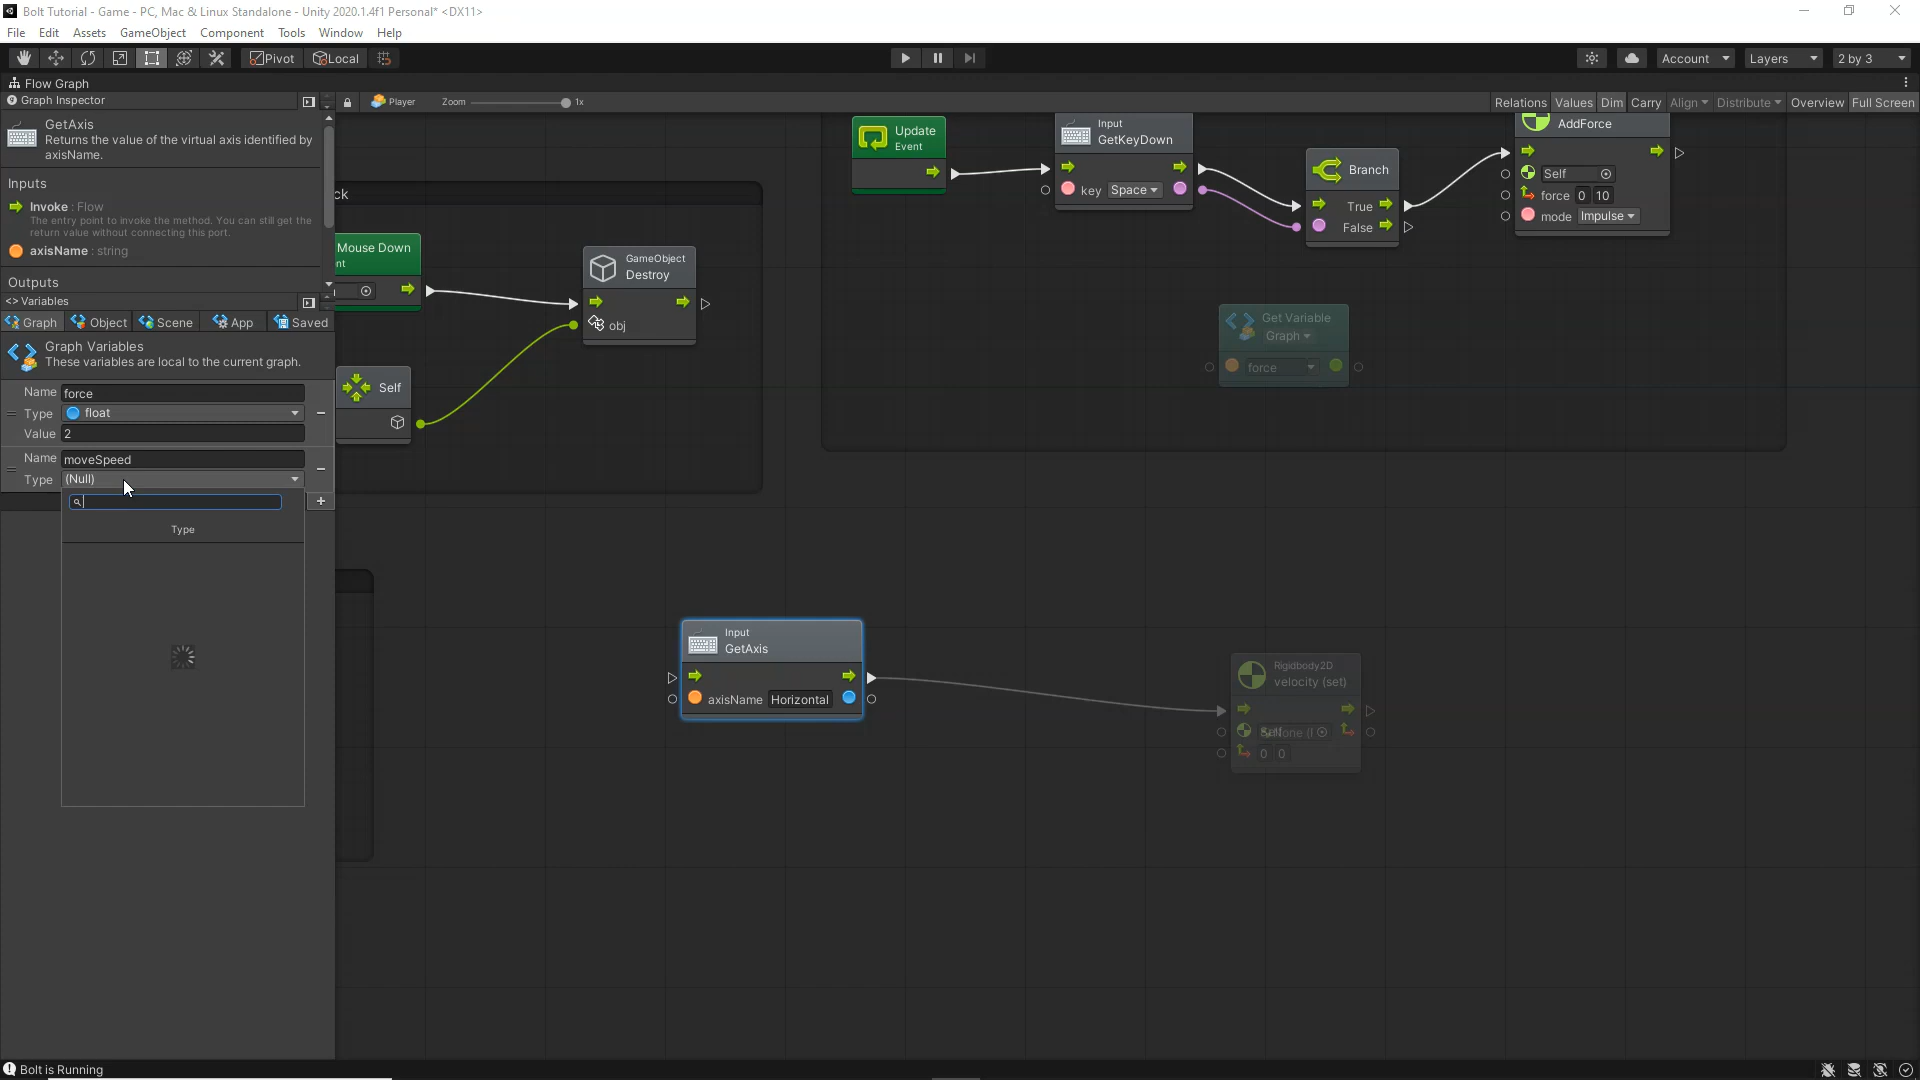 Bolt Tutorial - Game - PC, Mac & Linux Standalone - Unity 2020.1.4f1 Personal* <DX11>
File Edit Assets GameObject Component Tools Window Help
Pivot Local Account Layers 2 by 3
Flow Graph
Graph Inspector Player Zoom 1x Relations Values Dim Carry Align Distribute Overview Full Screen
GetAxis
Returns the value of the virtual axis identified by
axisName.
Inputs
Invoke : Flow
The entry point to invoke the method. You can still get the
return value without connecting this port.
axisName : string
Outputs
<> Variables
Graph Object Scene App Saved
Graph Variables
These variables are local to the current graph.
Name force
Type float
Value 2
Name moveSpeed
Type (Null)
Type
ck
Mouse Down
nt
GameObject
Destroy
obj
Self
Update
Event
Input
GetKeyDown
key Space
Branch
True
False
AddForce
Self
force 0 10
mode Impulse
Get Variable
Graph
force
Input
GetAxis
axisName Horizontal
Rigidbody2D
velocity (set)
0 0
Bolt is Running